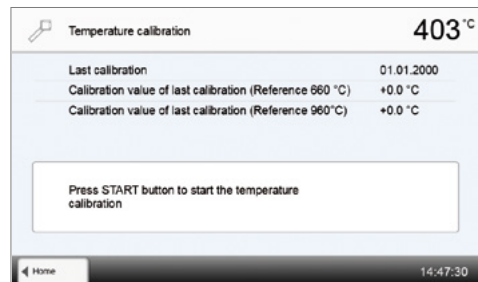 Temperature calibration 403 °C
Last calibration 01.01.2000
Calibration value of last calibration (Reference 660 °C) +0.0 °C
Calibration value of last calibration (Reference 960°C) +0.0 °C
Press START button to start the temperature
calibration
Home 14:47:30